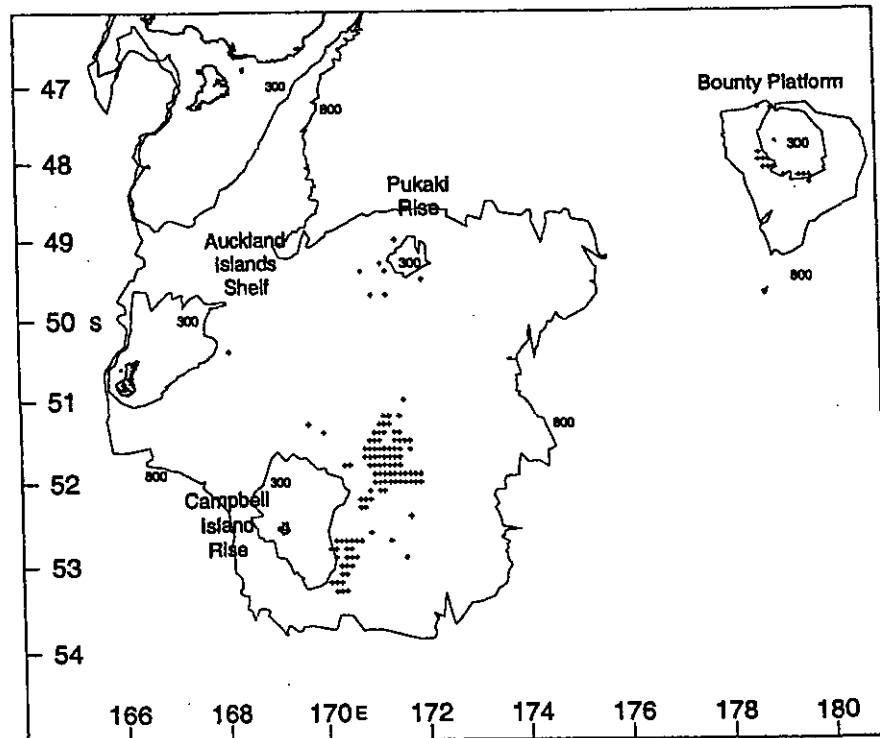 47
48
49
50 S
51
52
53
54
300
800
Bounty Platform
300
800
Pukaki
Rise
300
Auckland
Islands
Shelf
300
800
800
300
Campbell
Island
Rise
166 168 170E 172 174 176 178 180